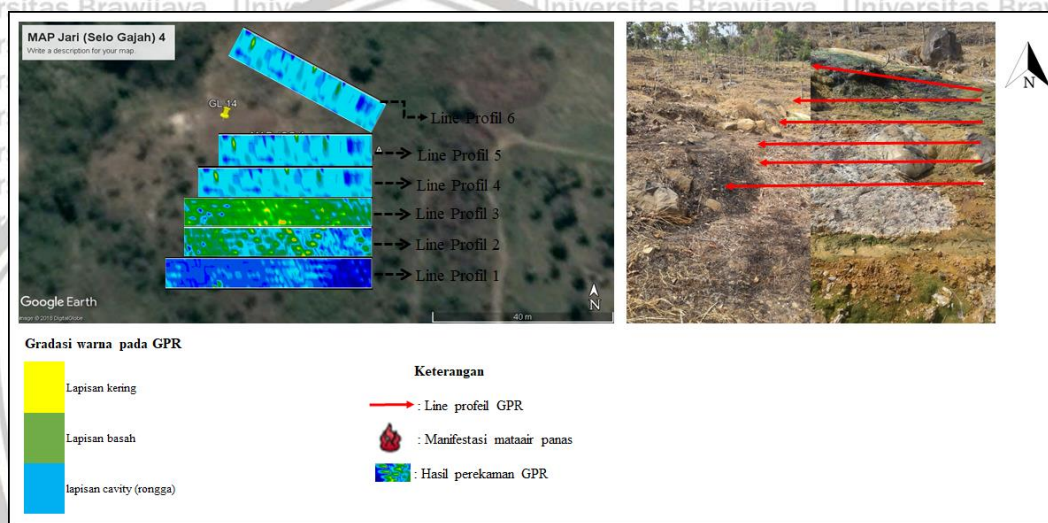 Universitas Brawijaya
MAP Jari (Selo Gajah) 4
Write a description for your map.
GL 14
Line Profil 6
Line Profil 5
Line Profil 4
Line Profil 3
Line Profil 2
Line Profil 1
Google Earth
N
40 m
N
Gradasi warna pada GPR
Lapisan kering
Lapisan basah
lapisan cavity (rongga)
Keterangan
: Line profeil GPR
: Manifestasi mataair panas
: Hasil perekaman GPR